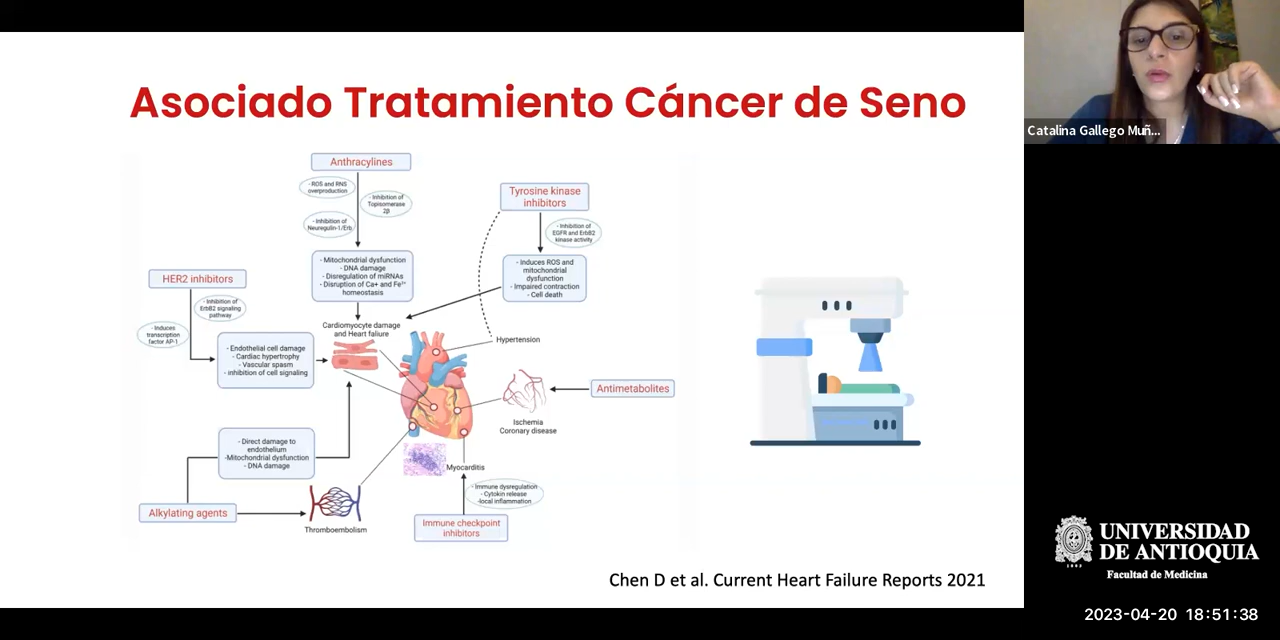 Asociado Tratamiento Cáncer de Seno
Anthracylines
- ROS and RNS
overproduction
- Inhibition of
Topisomerase
2β
- Inhibition of
Neuregulin-1/Erb
- Mitochondrial dysfunction
- DNA damage
- Disregulation of miRNAs
- Disruption of Ca+ and Fe²⁺
homeostasis
Tyrosine kinase
inhibitors
- Inhibition of
EGFR and ErbB2
kinase activity
- Induces ROS and
mitochondrial
dysfunction
- Impaired contraction
- Cell death
HER2 inhibitors
- Inhibition of
ErbB2 signaling
pathway
- Induces
transcription
factor AP-1
- Endothelial cell damage
- Cardiac hypertrophy
- Vascular spasm
- inhibition of cell signaling
Cardiomyocyte damage
and Heart faliure
Hypertension
Antimetabolites
Ischemia
Coronary disease
- Direct damage to
endothelium
-Mitochondrial dysfunction
- DNA damage
Myocarditis
- Immune dysregulation
- Cytokin release
-local inflammation
Alkylating agents
Thromboembolism
Immune checkpoint
inhibitors
Chen D et al. Current Heart Failure Reports 2021
Catalina Gallego Muñ...
UNIVERSIDAD
DE ANTIOQUIA
Facultad de Medicina
1803
2023-04-20 18:51:38